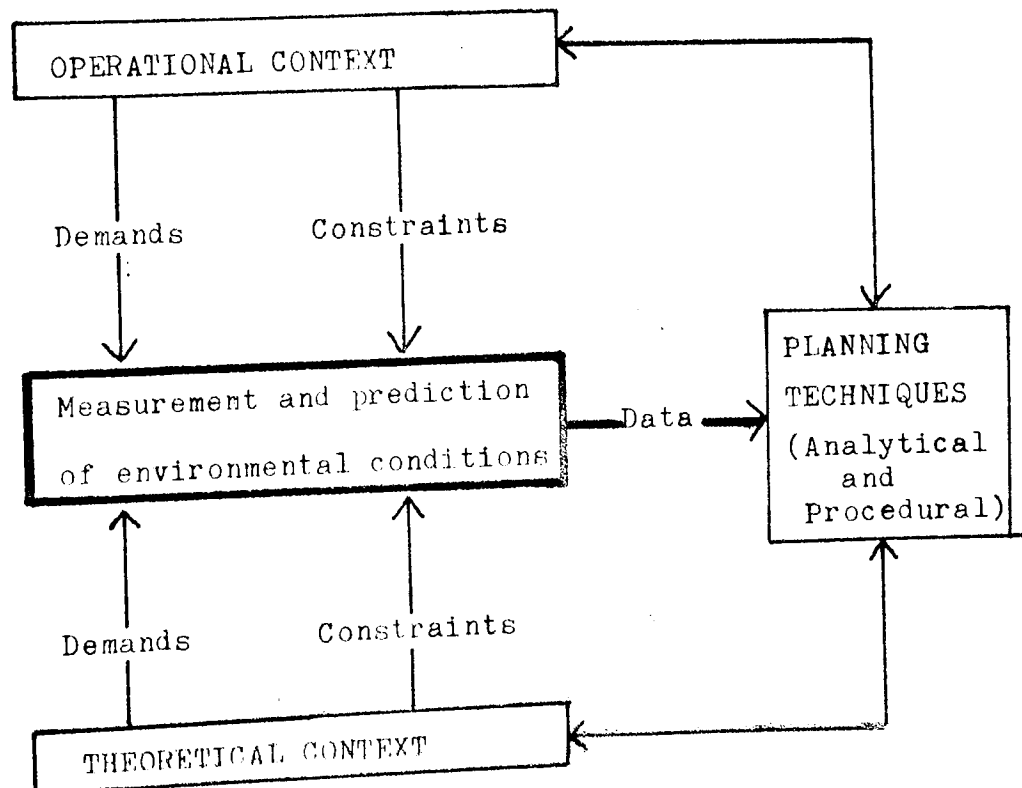 OPERATIONAL CONTEXT
Demands
Constraints
Measurement and prediction
of environmental conditions
Data
PLANNING
TECHNIQUES
(Analytical
and
Procedural)
Demands
Constraints
THEORETICAL CONTEXT